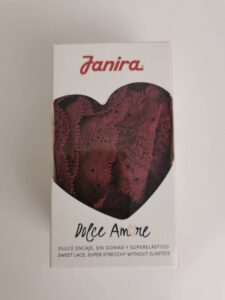 Janira
Dolce Amore
DULCE ENCAJE, SIN GOMAS Y SUPERELÁSTICO
SWEET LACE, SUPER STRETCHY WITHOUT ELASTICS